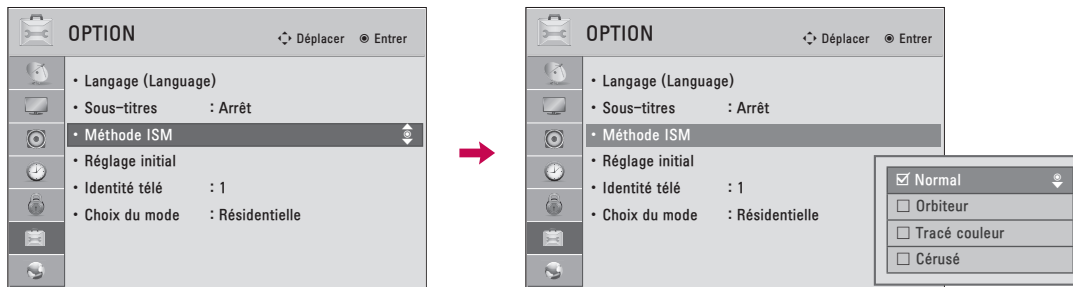 OPTION
Déplacer Entrer
• Langage (Language)
• Sous-titres : Arrêt
• Méthode ISM
• Réglage initial
• Identité télé : 1
• Choix du mode : Résidentielle
OPTION
Déplacer Entrer
• Langage (Language)
• Sous-titres : Arrêt
• Méthode ISM
• Réglage initial
• Identité télé : 1
• Choix du mode : Résidentielle
Normal
Orbiteur
Tracé couleur
Cérusé